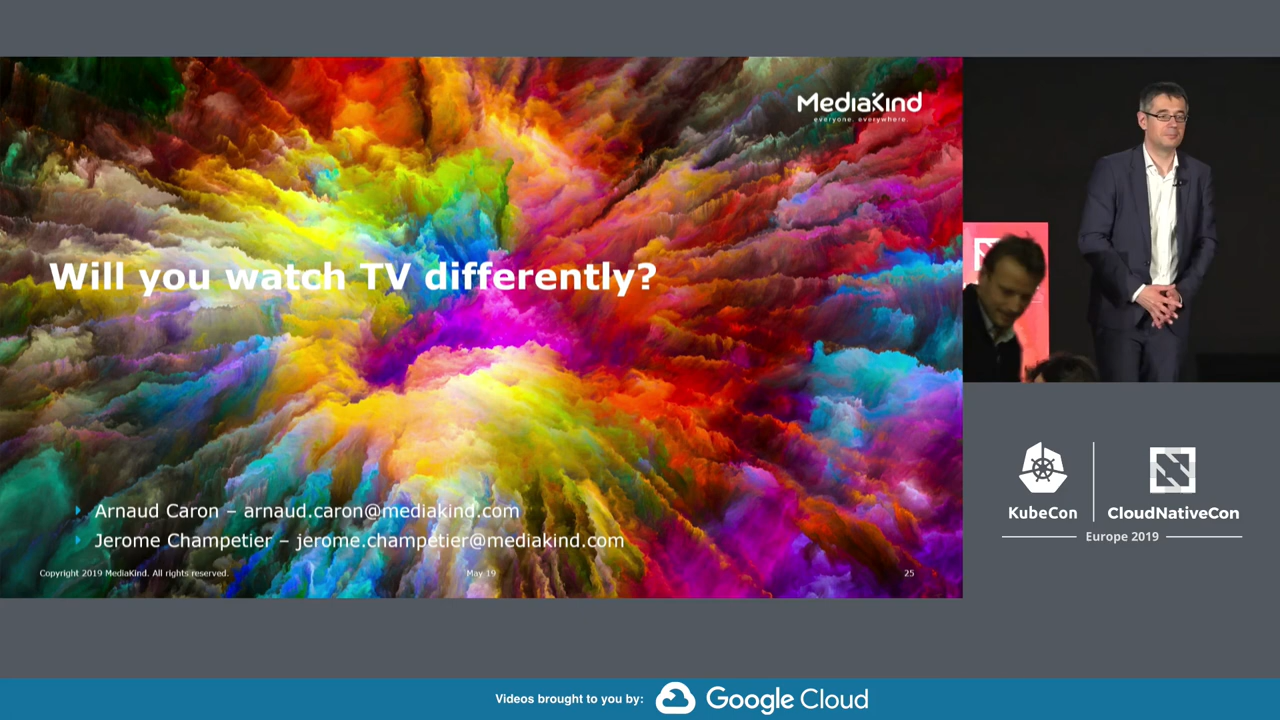 MediaKind
everyone. everywhere.
Will you watch TV differently?
Arnaud Caron – arnaud.caron@mediakind.com
Jerome Champetier – jerome.champetier@mediakind.com
Copyright 2019 MediaKind. All rights reserved.
May 19
25
KubeCon
CloudNativeCon
Europe 2019
Videos brought to you by:
Google Cloud